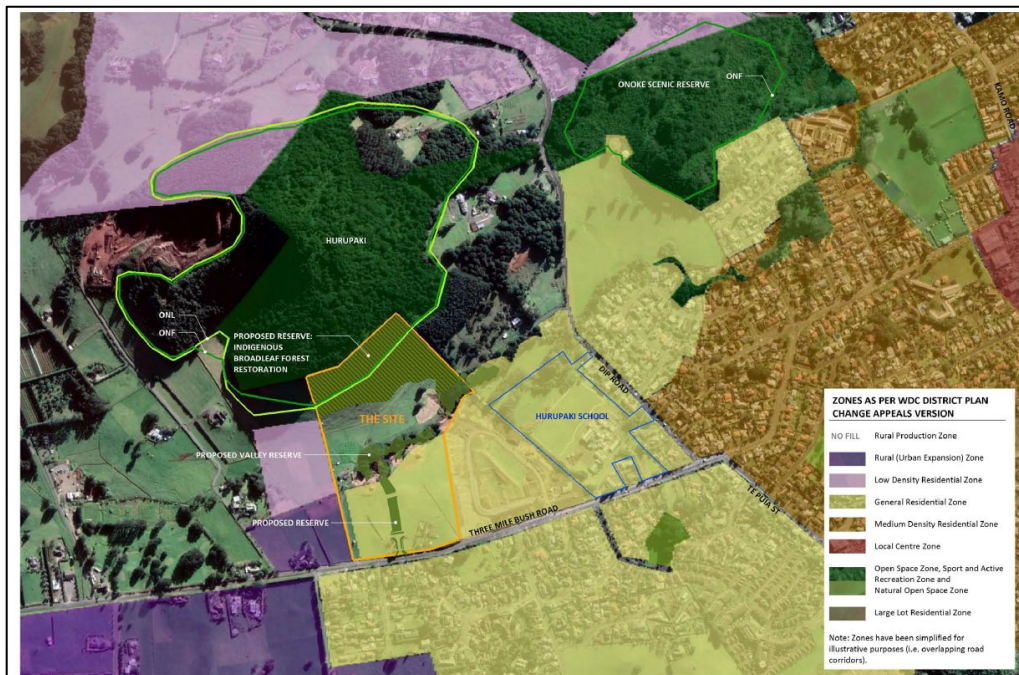 ONOKE SCENIC RESERVE
ONF
KAMO ROAD
HURUPAKI
ONL
ONF
PROPOSED RESERVE:
INDIGENOUS
BROADLEAF FOREST
RESTORATION
DIP ROAD
THE SITE
HURUPAKI SCHOOL
PROPOSED VALLEY RESERVE
PROPOSED RESERVE
THREE MILE BUSH ROAD
TE PUIA ST
ZONES AS PER WDC DISTRICT PLAN
CHANGE APPEALS VERSION
NO FILL Rural Production Zone
Rural (Urban Expansion) Zone
Low Density Residential Zone
General Residential Zone
Medium Density Residential Zone
Local Centre Zone
Open Space Zone, Sport and Active
Recreation Zone and
Natural Open Space Zone
Large Lot Residential Zone
Note: Zones have been simplified for
illustrative purposes (i.e. overlapping road
corridors).